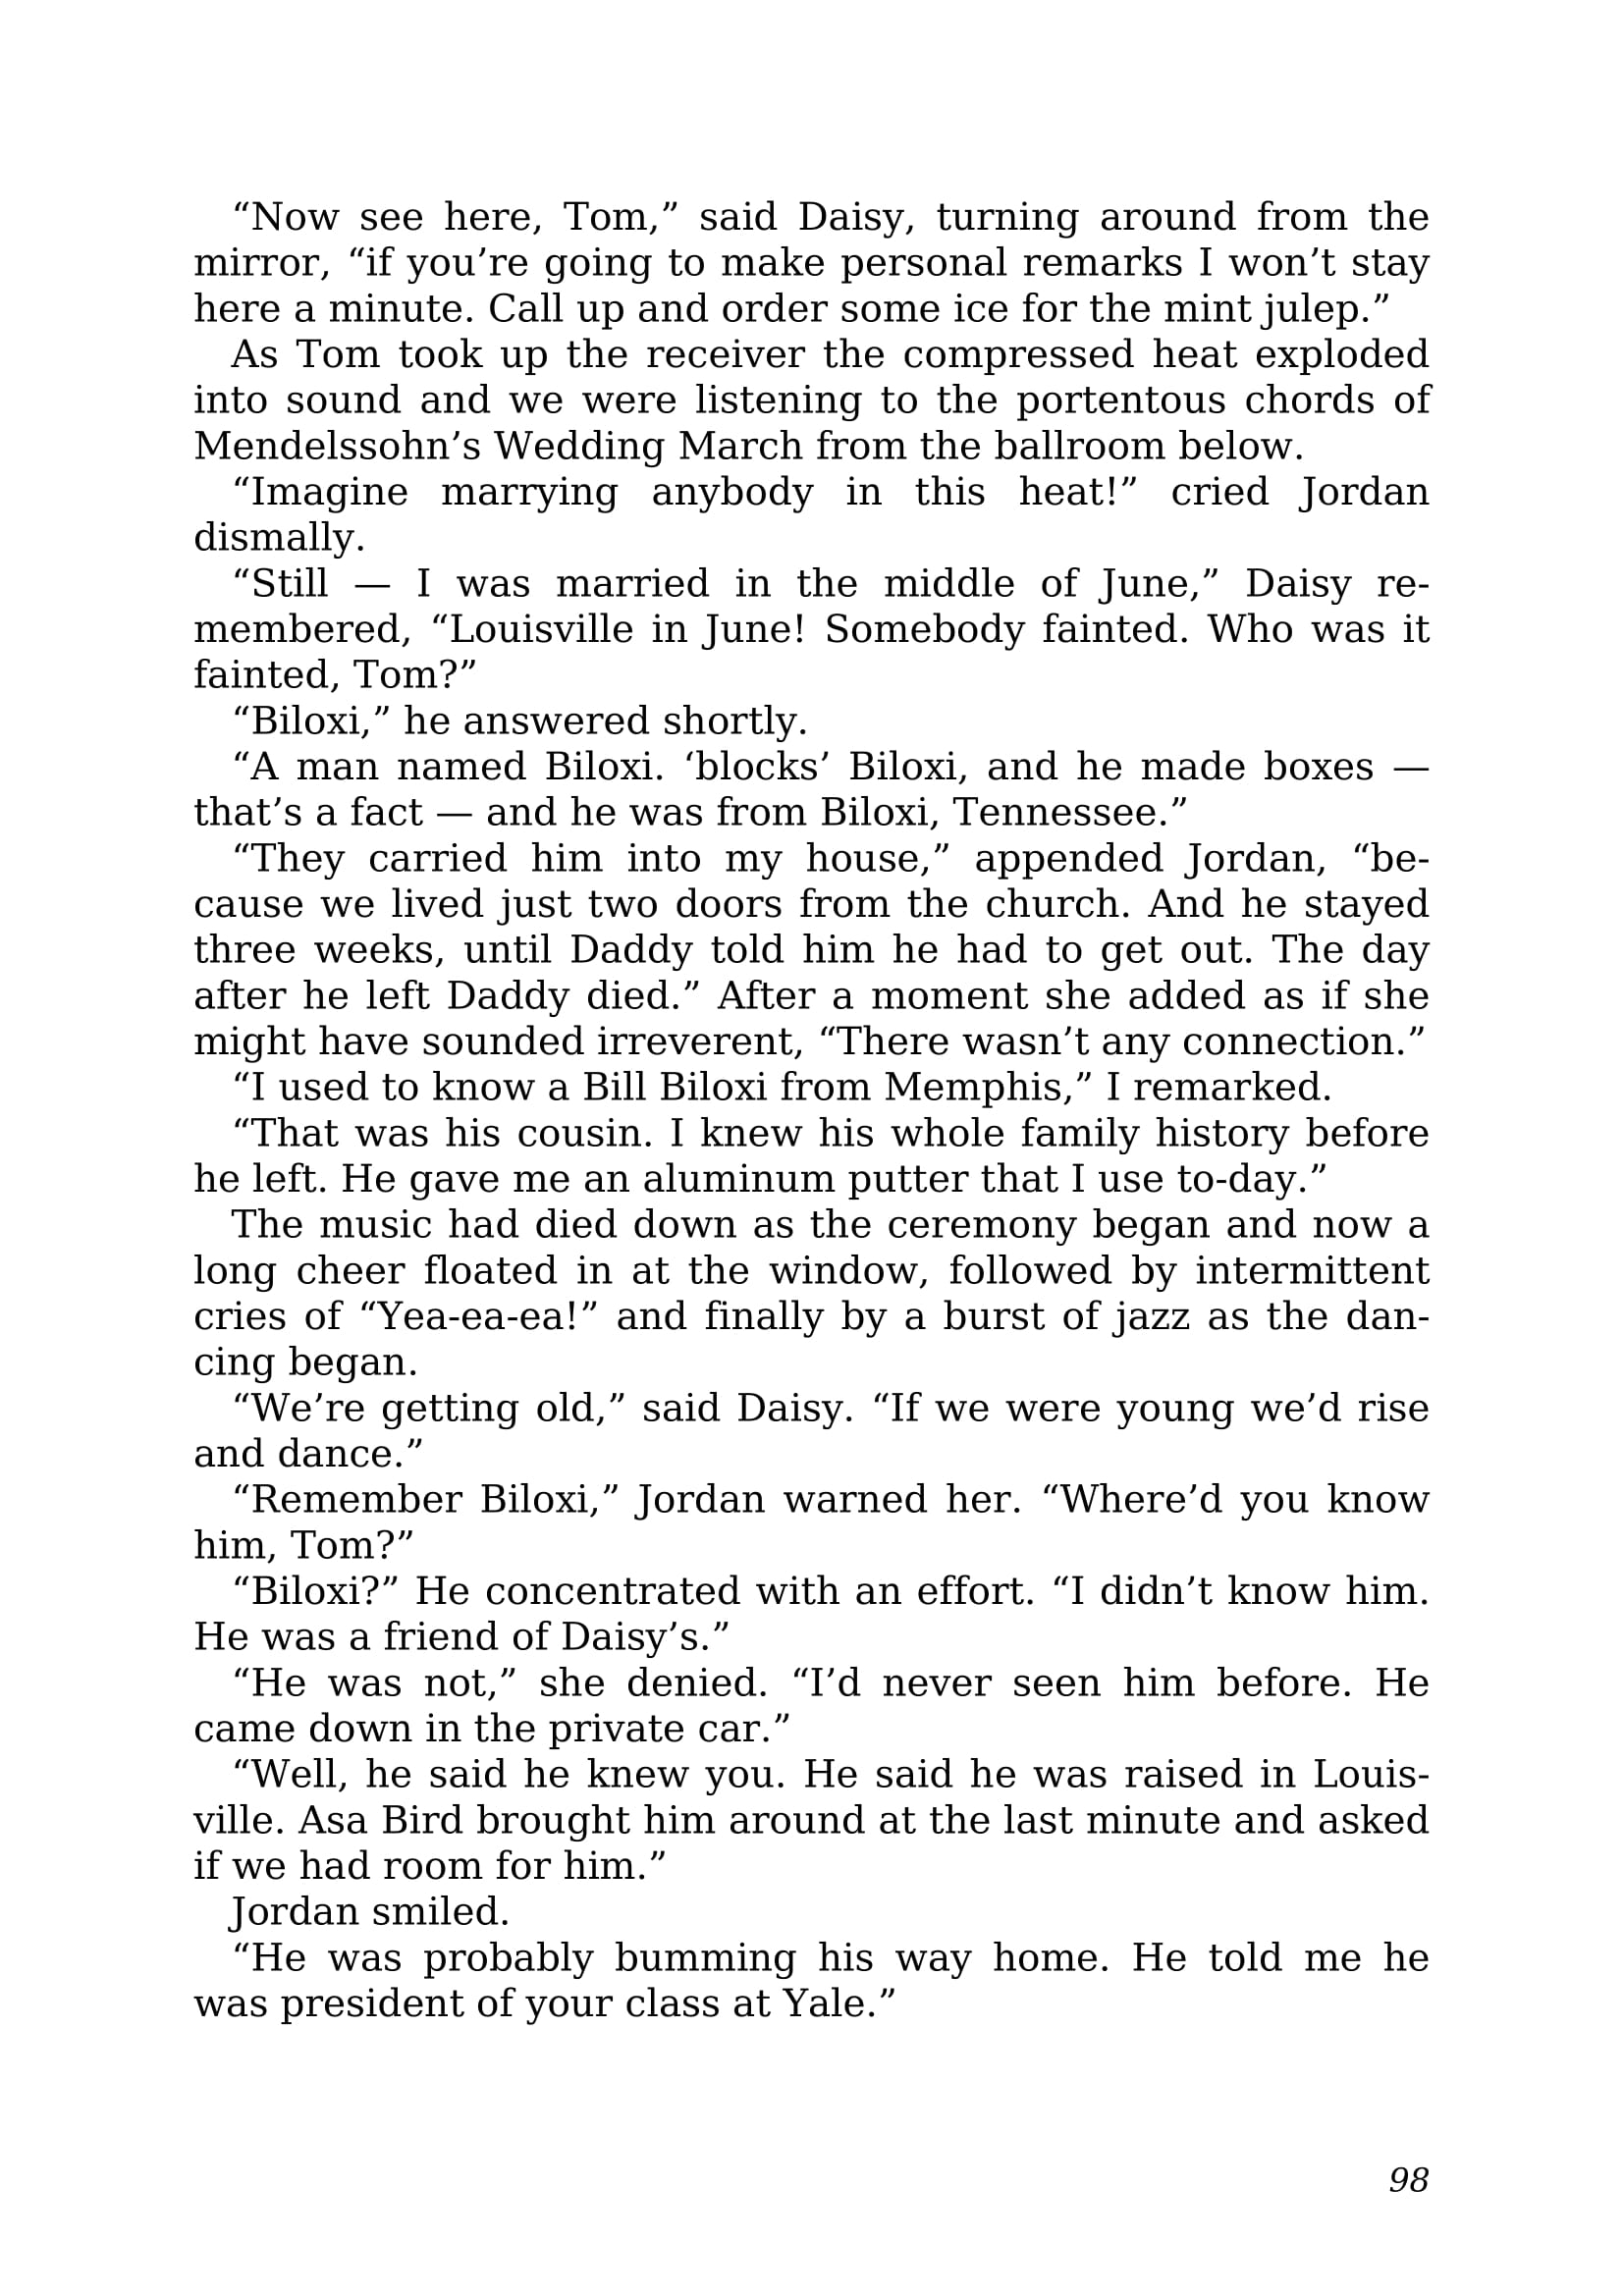 “Now see here, Tom,” said Daisy, turning around from the
mirror, “if you’re going to make personal remarks I won’t stay
here a minute. Call up and order some ice for the mint julep.”
As Tom took up the receiver the compressed heat exploded
into sound and we were listening to the portentous chords of
Mendelssohn’s Wedding March from the ballroom below.
“Imagine marrying anybody in this heat!” cried Jordan
dismally.
“Still — I was married in the middle of June,” Daisy re-
membered, “Louisville in June! Somebody fainted. Who was it
fainted, Tom?”
“Biloxi,” he answered shortly.
“A man named Biloxi. ‘blocks’ Biloxi, and he made boxes —
that’s a fact — and he was from Biloxi, Tennessee.”
“They carried him into my house,” appended Jordan, “be-
cause we lived just two doors from the church. And he stayed
three weeks, until Daddy told him he had to get out. The day
after he left Daddy died.” After a moment she added as if she
might have sounded irreverent, “There wasn’t any connection.”
“I used to know a Bill Biloxi from Memphis,” I remarked.
“That was his cousin. I knew his whole family history before
he left. He gave me an aluminum putter that I use to-day.”
The music had died down as the ceremony began and now a
long cheer floated in at the window, followed by intermittent
cries of “Yea-ea-ea!” and finally by a burst of jazz as the dan-
cing began.
“We’re getting old,” said Daisy. “If we were young we’d rise
and dance.”
“Remember Biloxi,” Jordan warned her. “Where’d you know
him, Tom?”
“Biloxi?” He concentrated with an effort. “I didn’t know him.
He was a friend of Daisy’s.”
“He was not,” she denied. “I’d never seen him before. He
came down in the private car.”
“Well, he said he knew you. He said he was raised in Louis-
ville. Asa Bird brought him around at the last minute and asked
if we had room for him.”
Jordan smiled.
“He was probably bumming his way home. He told me he
was president of your class at Yale.”
98